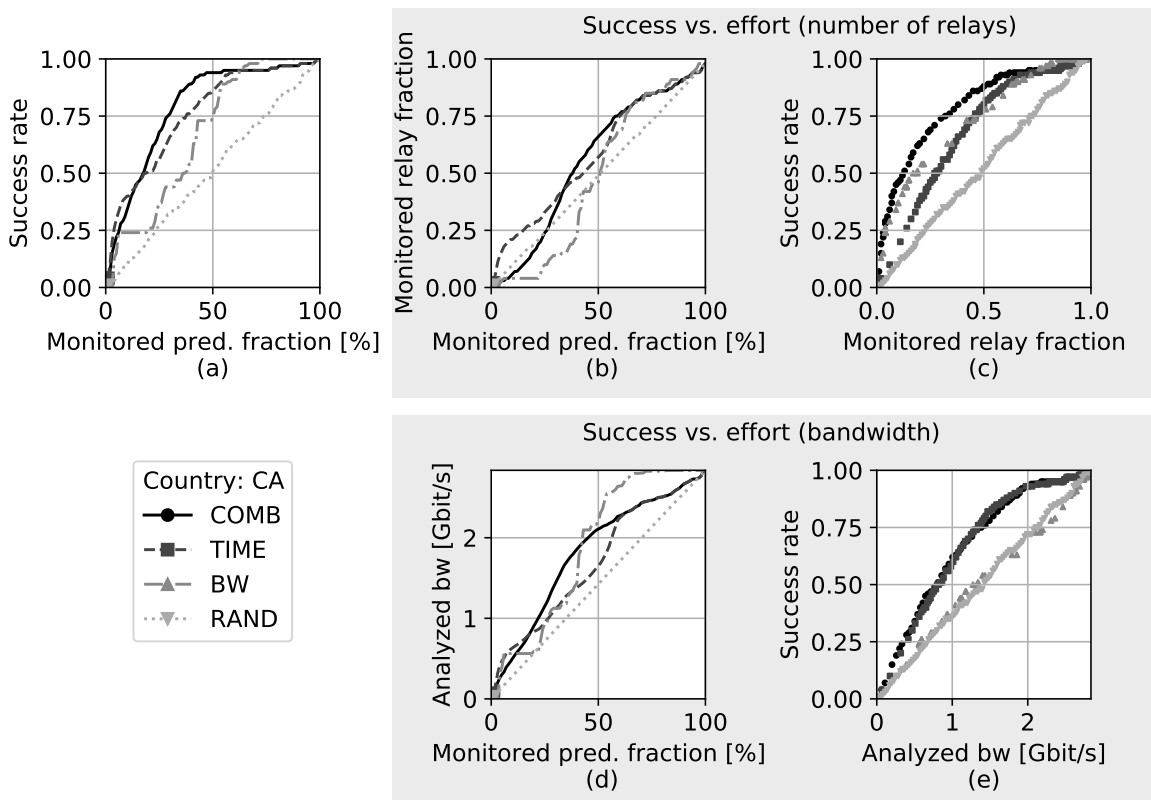 Success vs. effort (number of relays)
Success rate
1.00
0.75
0.50
0.25
0.00
0 50 100
Monitored pred. fraction [%]
(a)
Monitored relay fraction
1.00
0.75
0.50
0.25
0.00
0 50 100
Monitored pred. fraction [%]
(b)
Success rate
1.00
0.75
0.50
0.25
0.00
0.0 0.5 1.0
Monitored relay fraction
(c)
Country: CA
COMB
TIME
BW
RAND
Success vs. effort (bandwidth)
Analyzed bw [Gbit/s]
2
1
0
0 50 100
Monitored pred. fraction [%]
(d)
Success rate
1.00
0.75
0.50
0.25
0.00
0 1 2
Analyzed bw [Gbit/s]
(e)